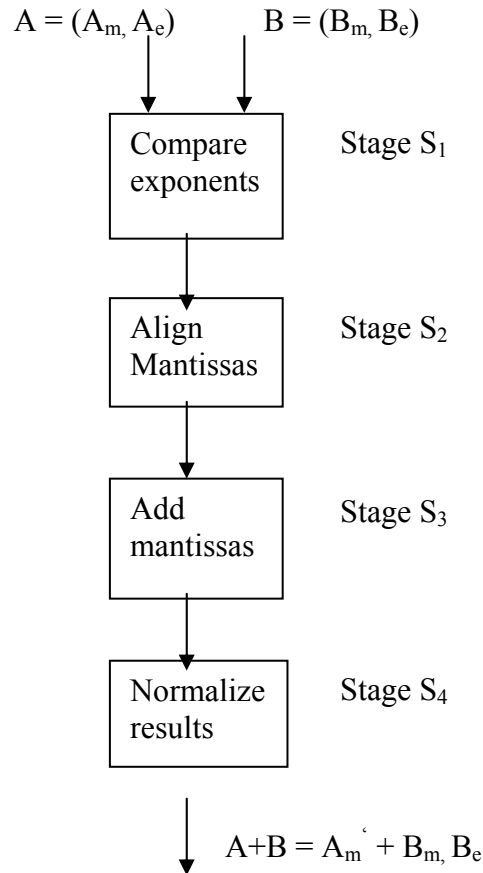 A = (Aₘ, Aₑ) B = (Bₘ, Bₑ)
Compare exponents
Stage S₁
Align Mantissas
Stage S₂
Add mantissas
Stage S₃
Normalize results
Stage S₄
A+B = Aₘ‘ + Bₘ, Bₑ